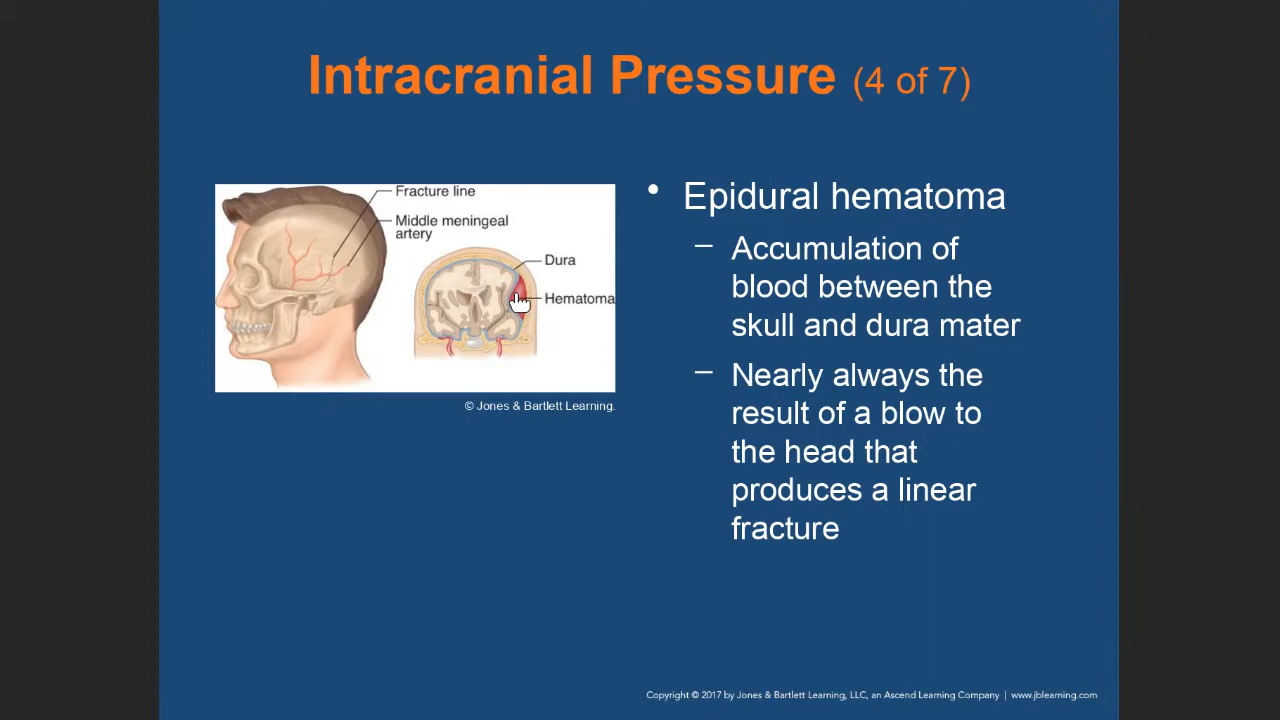 Intracranial Pressure (4 of 7)
Fracture line
Middle meningeal
artery
Dura
Hematoma
© Jones & Bartlett Learning.
• Epidural hematoma
– Accumulation of
blood between the
skull and dura mater
– Nearly always the
result of a blow to
the head that
produces a linear
fracture
Copyright © 2017 by Jones & Bartlett Learning, LLC, an Ascend Learning Company | www.jblearning.com